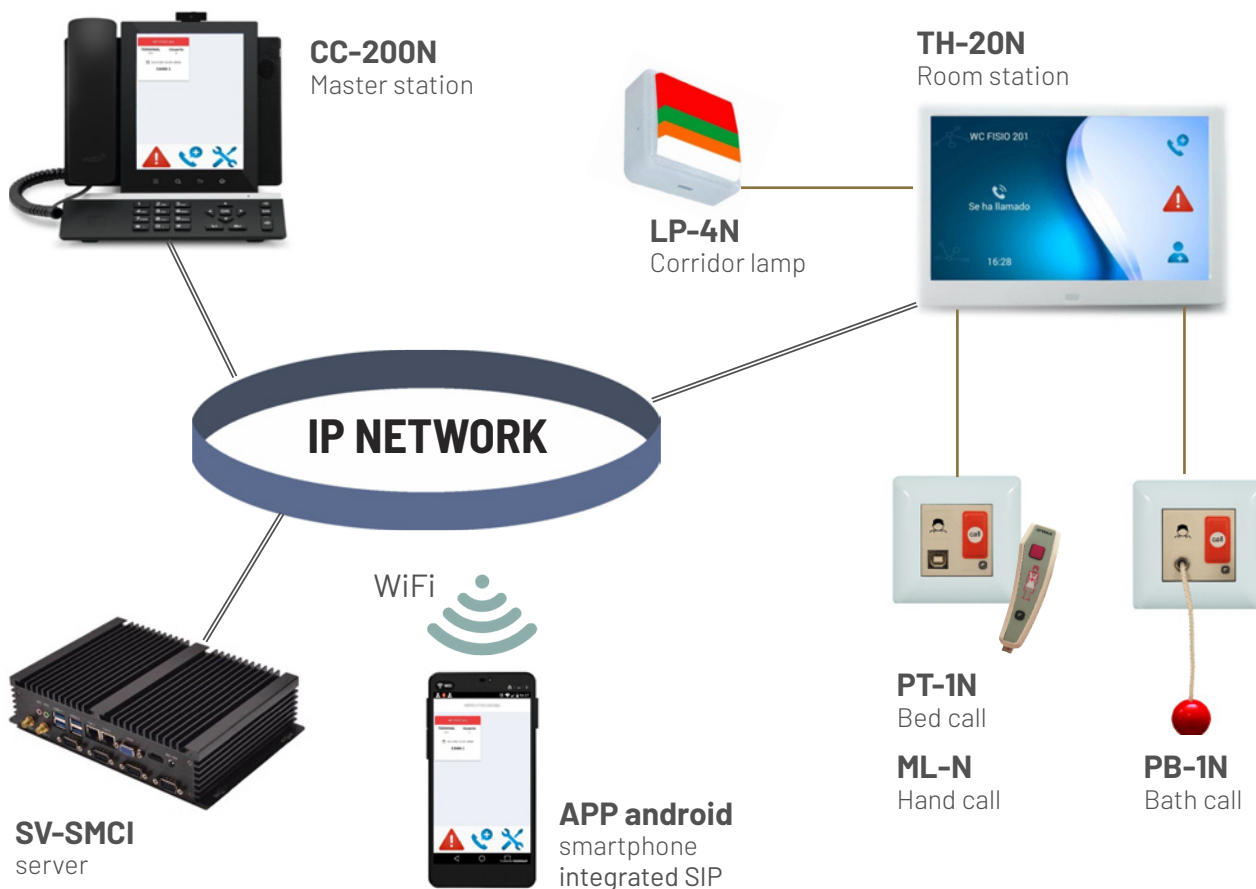 CC-200N
Master station
TH-20N
Room station
WC FISIO 201
Se ha llamado
16:28
LP-4N
Corridor lamp
IP NETWORK
WiFi
call
call
PT-1N
Bed call
ML-N
Hand call
PB-1N
Bath call
SV-SMCI
server
APP android
smartphone
integrated SIP